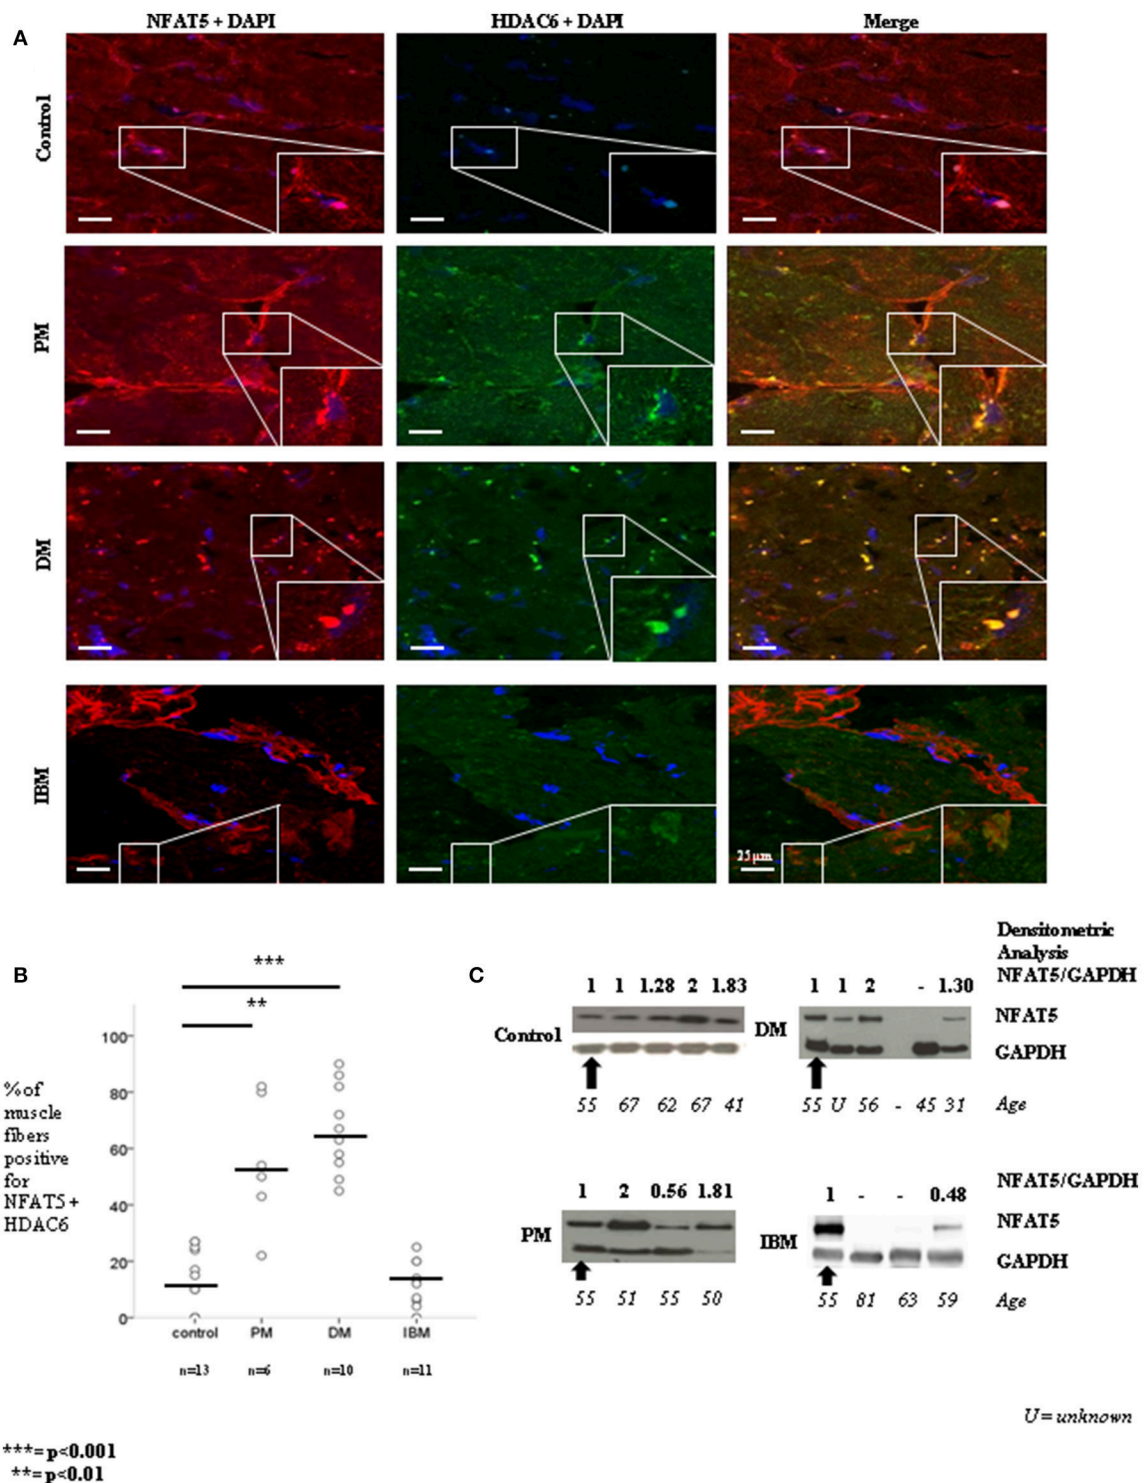 NFAT5 + DAPI HDAC6 + DAPI Merge
A
Control
PM
DM
IBM
25µm
B
***
**
% of
muscle
fibers
positive
for
NFAT5 +
HDAC6
100
80
60
40
20
0
control PM DM IBM
n=13 n=6 n=10 n=11
***= p<0.001
**= p<0.01
C
Densitometric
Analysis
NFAT5/GAPDH
1 1 1.28 2 1.83
1 1 2 - 1.30
Control
DM
NFAT5
GAPDH
55 67 62 67 41
55 U 56 - 45 31 Age
1 2 0.56 1.81
1 - - 0.48 NFAT5/GAPDH
PM
IBM
NFAT5
GAPDH
55 51 55 50
55 81 63 59 Age
U= unknown